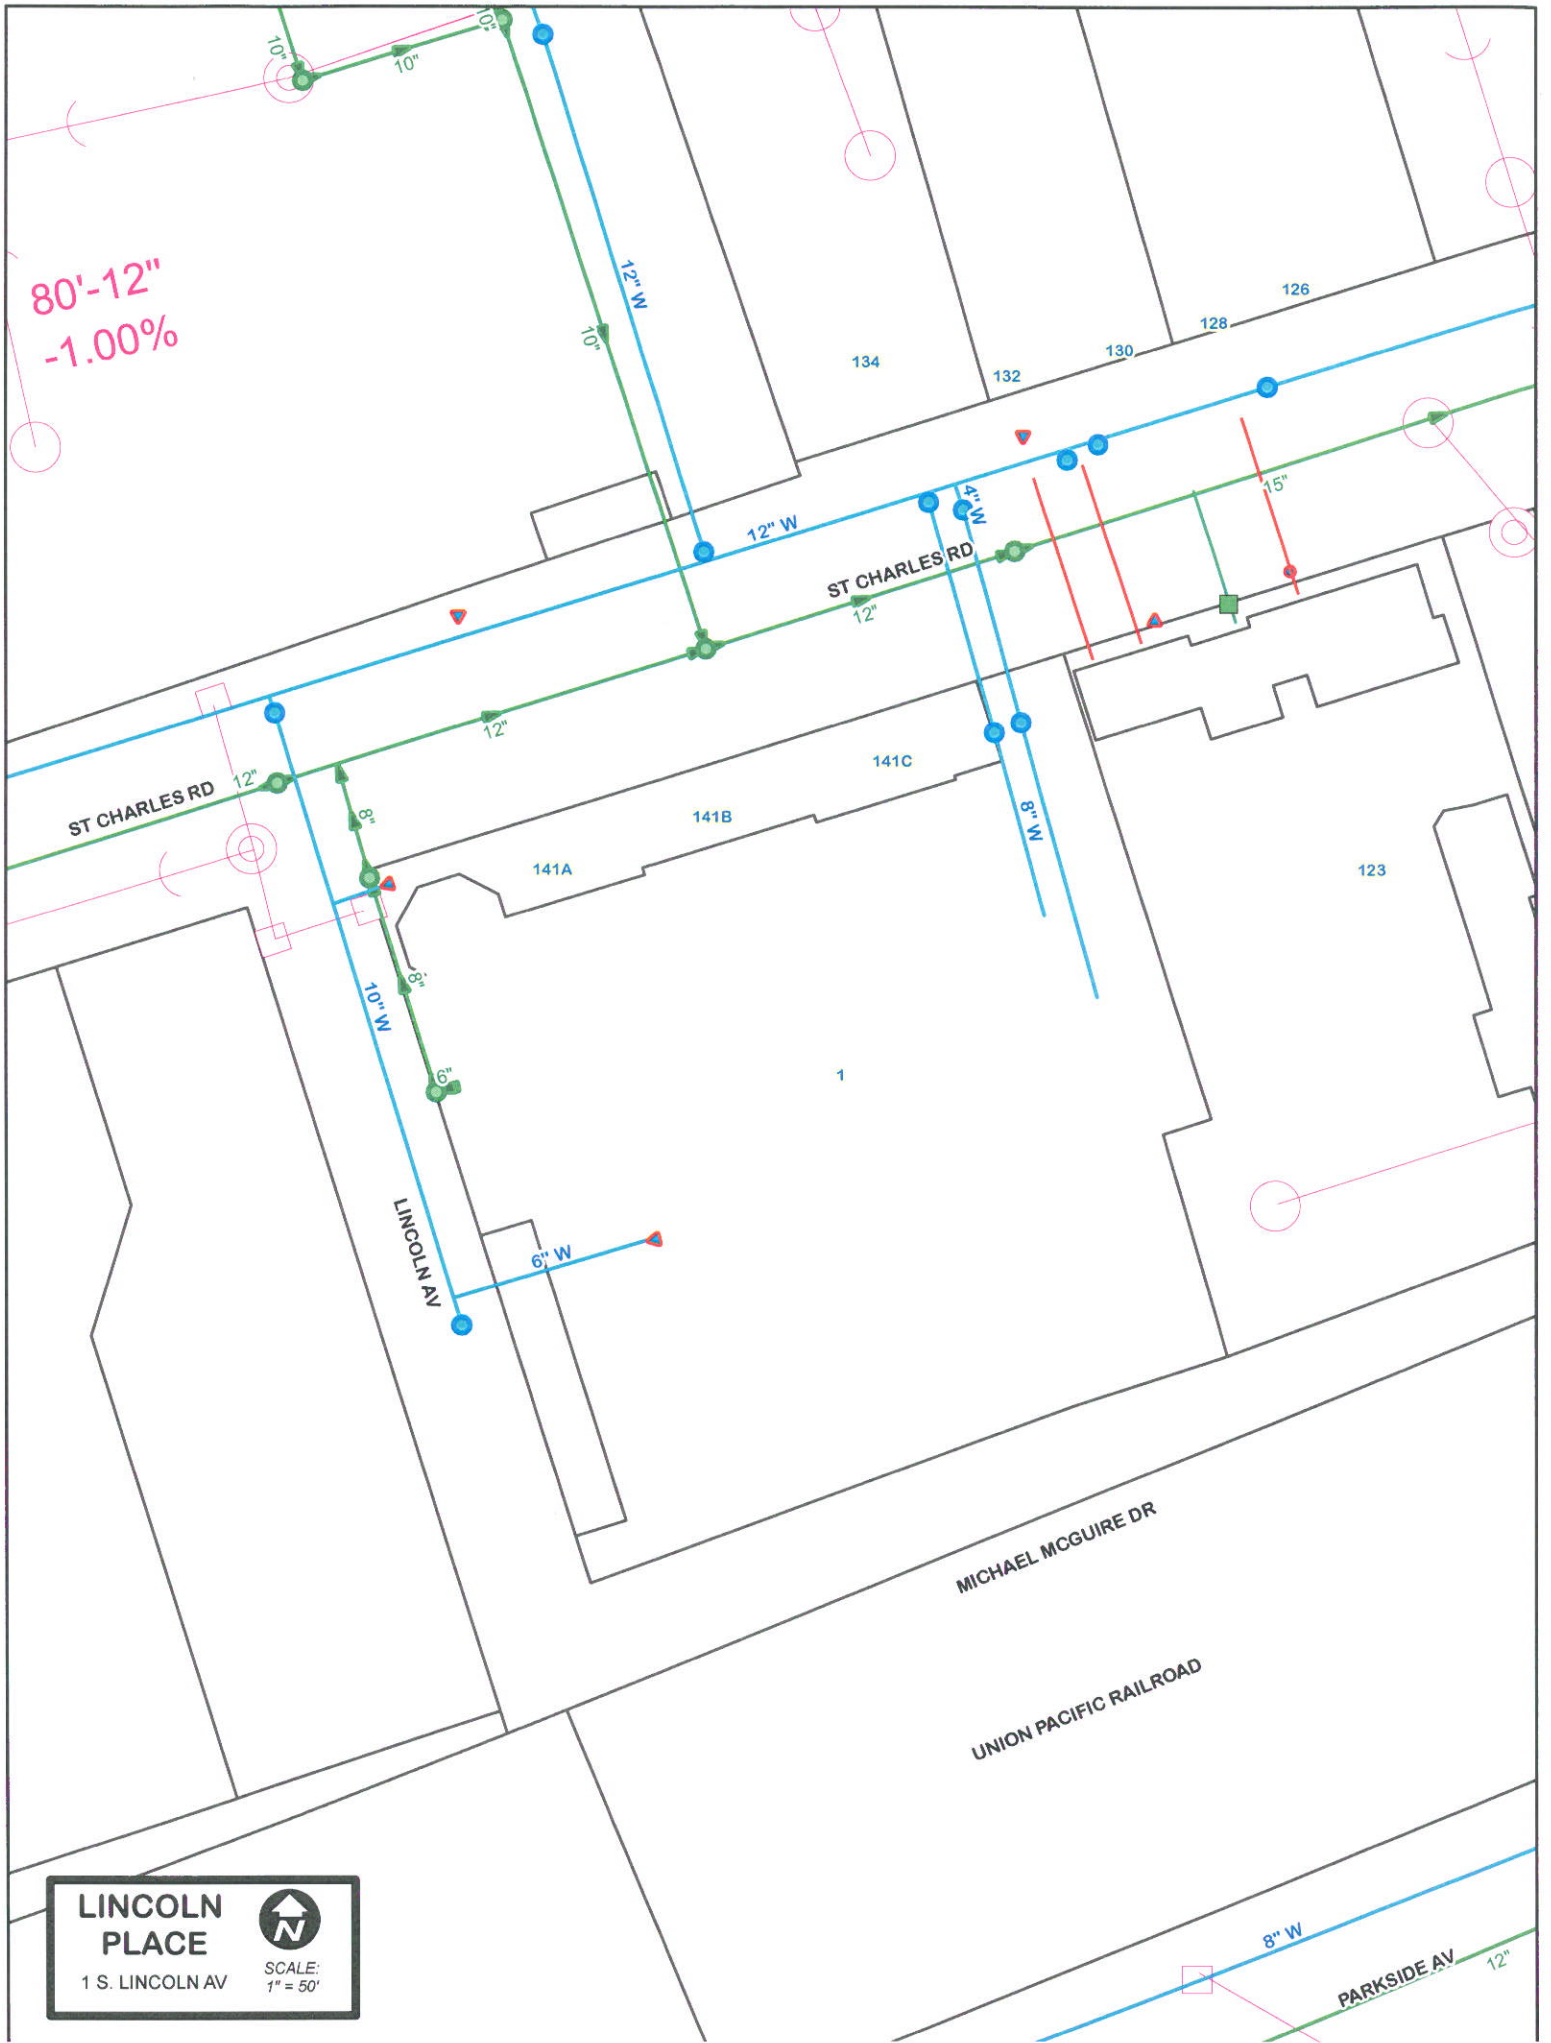 10"
10"
10"
80'-12"
-1.00%
12" W
10"
126
128
130
132
134
15"
4" W
12" W
ST CHARLES RD
12"
12"
12"
ST CHARLES RD
8"
141C
141B
141A
8" W
123
8"
10" W
6"
1
LINCOLN AV
6" W
MICHAEL MCGUIRE DR
UNION PACIFIC RAILROAD
8" W
PARKSIDE AV
12"
LINCOLN
PLACE
1 S. LINCOLN AV
N
SCALE:
1" = 50'